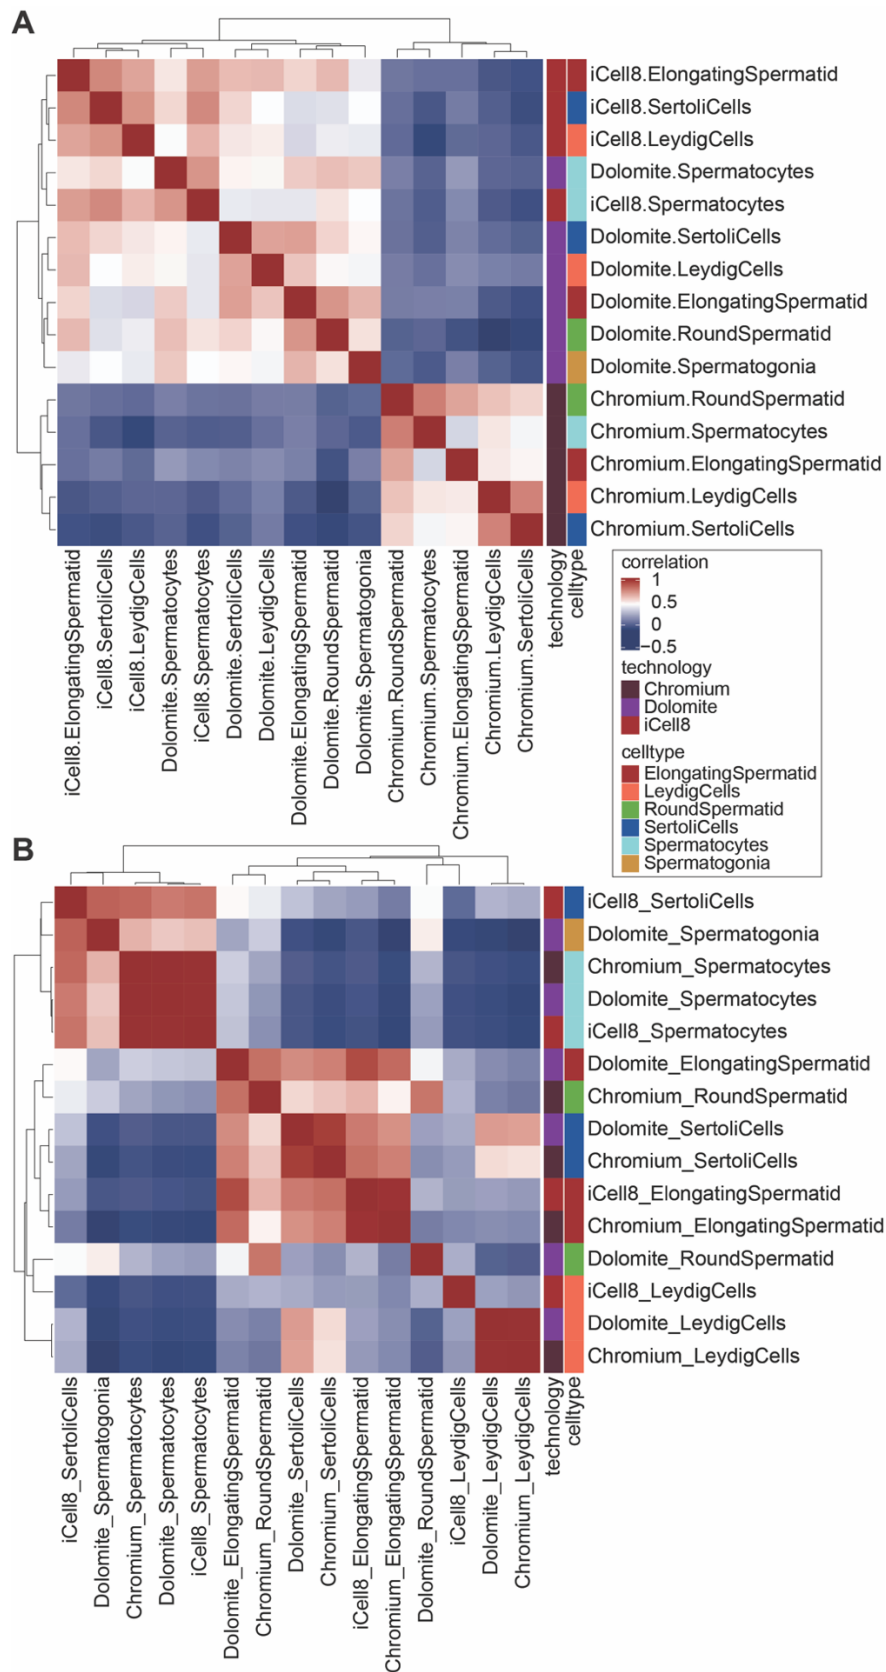 A
iCell8.ElongatingSpermatid
iCell8.SertoliCells
iCell8.LeydigCells
Dolomite.Spermatocytes
iCell8.Spermatocytes
Dolomite.SertoliCells
Dolomite.LeydigCells
Dolomite.ElongatingSpermatid
Dolomite.RoundSpermatid
Dolomite.Spermatogonia
Chromium.RoundSpermatid
Chromium.Spermatocytes
Chromium.ElongatingSpermatid
Chromium.LeydigCells
Chromium.SertoliCells
iCell8.ElongatingSpermatid
iCell8.SertoliCells
iCell8.LeydigCells
Dolomite.Spermatocytes
iCell8.Spermatocytes
Dolomite.SertoliCells
Dolomite.LeydigCells
Dolomite.ElongatingSpermatid
Dolomite.RoundSpermatid
Dolomite.Spermatogonia
Chromium.RoundSpermatid
Chromium.Spermatocytes
Chromium.ElongatingSpermatid
Chromium.LeydigCells
Chromium.SertoliCells
technology
celltype
correlation
1
0.5
0
−0.5
technology
Chromium
Dolomite
iCell8
celltype
ElongatingSpermatid
LeydigCells
RoundSpermatid
SertoliCells
Spermatocytes
Spermatogonia
B
iCell8_SertoliCells
Dolomite_Spermatogonia
Chromium_Spermatocytes
Dolomite_Spermatocytes
iCell8_Spermatocytes
Dolomite_ElongatingSpermatid
Chromium_RoundSpermatid
Dolomite_SertoliCells
Chromium_SertoliCells
iCell8_ElongatingSpermatid
Chromium_ElongatingSpermatid
Dolomite_RoundSpermatid
iCell8_LeydigCells
Dolomite_LeydigCells
Chromium_LeydigCells
iCell8_SertoliCells
Dolomite_Spermatogonia
Chromium_Spermatocytes
Dolomite_Spermatocytes
iCell8_Spermatocytes
Dolomite_ElongatingSpermatid
Chromium_RoundSpermatid
Dolomite_SertoliCells
Chromium_SertoliCells
iCell8_ElongatingSpermatid
Chromium_ElongatingSpermatid
Dolomite_RoundSpermatid
iCell8_LeydigCells
Dolomite_LeydigCells
Chromium_LeydigCells
technology
celltype